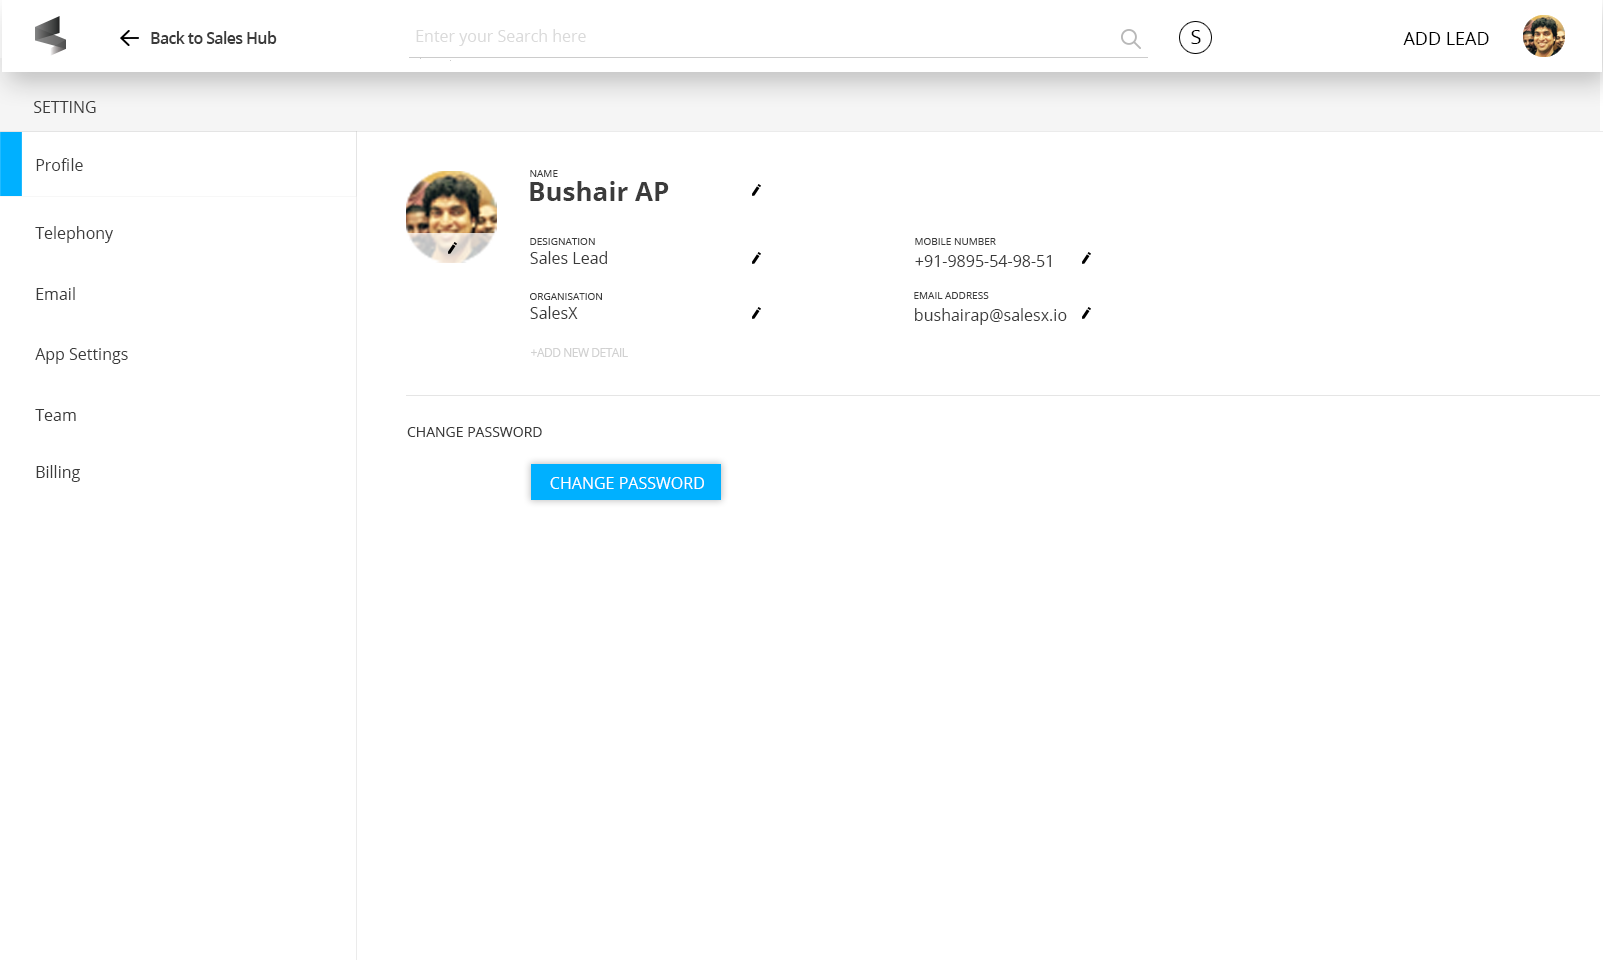 Back to Sales Hub
Enter your Search here
S
ADD LEAD
SETTING
Profile
Telephony
Email
App Settings
Team
Billing
NAME
Bushair AP
DESIGNATION
Sales Lead
MOBILE NUMBER
+91-9895-54-98-51
ORGANISATION
SalesX
EMAIL ADDRESS
bushairap@salesx.io
+ADD NEW DETAIL
CHANGE PASSWORD
CHANGE PASSWORD